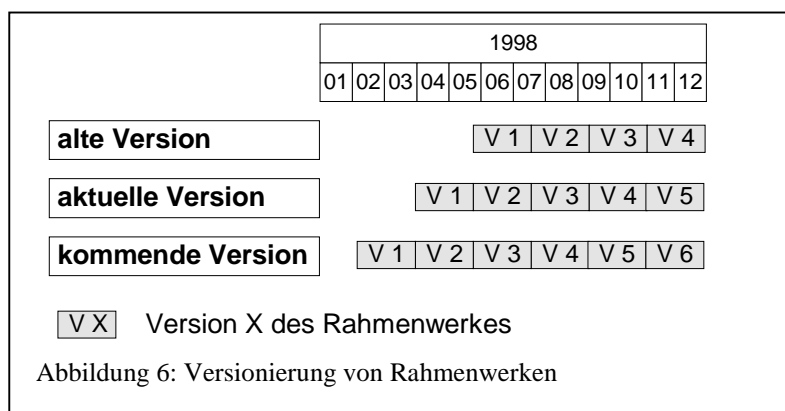 1998
01 02 03 04 05 06 07 08 09 10 11 12
alte Version V 1 V 2 V 3 V 4
aktuelle Version V 1 V 2 V 3 V 4 V 5
kommende Version V 1 V 2 V 3 V 4 V 5 V 6
V X Version X des Rahmenwerkes
Abbildung 6: Versionierung von Rahmenwerken